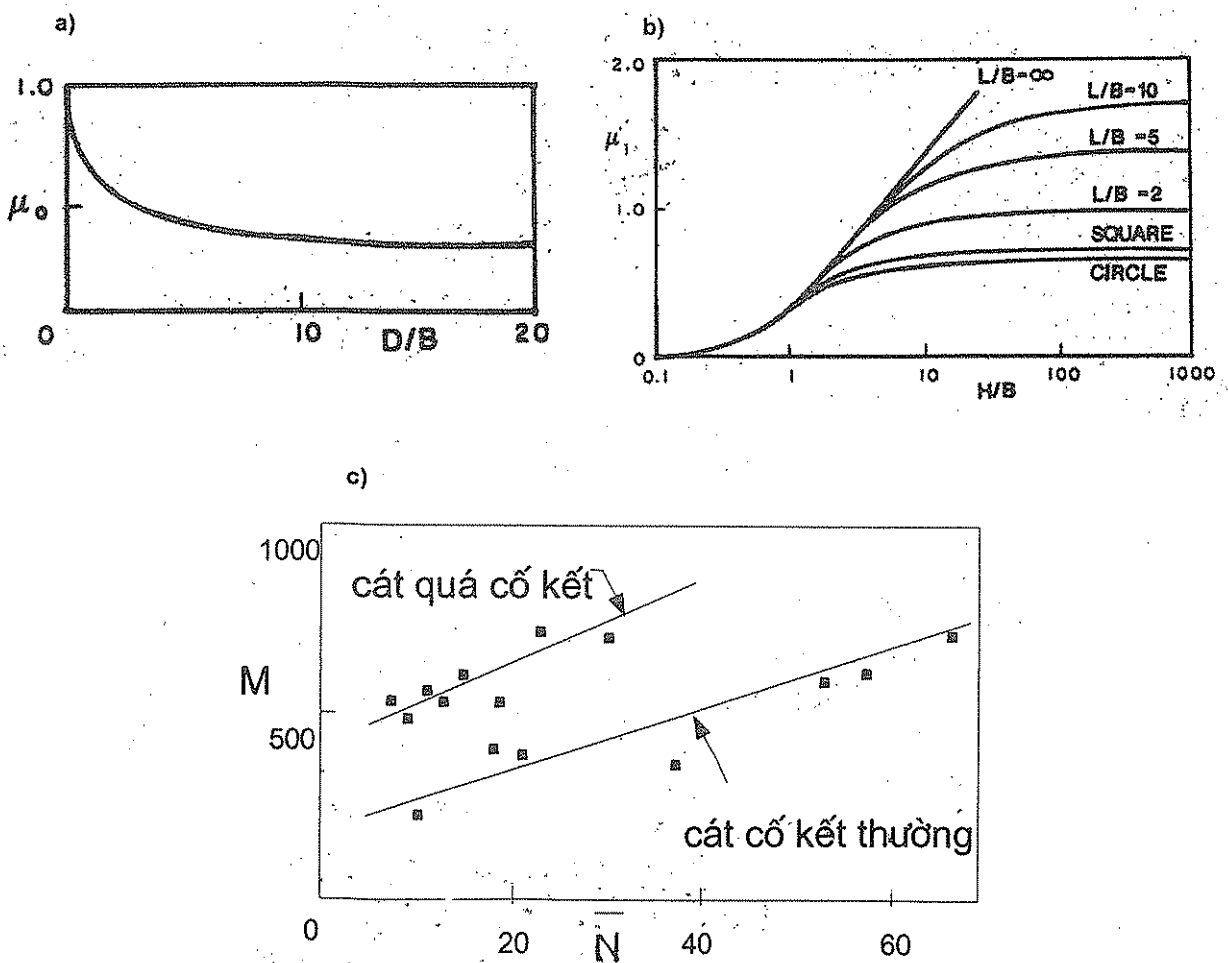 a)
1.0
μ₀
0
10
20
D/B
b)
2.0
μ₁
1.0
0
L/B=∞
L/B=10
L/B =5
L/B =2
SQUARE
CIRCLE
0.1
1
10
100
1000
H/B
c)
1000
cát quá cố kết
M
500
cát cố kết thường
0
20
N̅
40
60